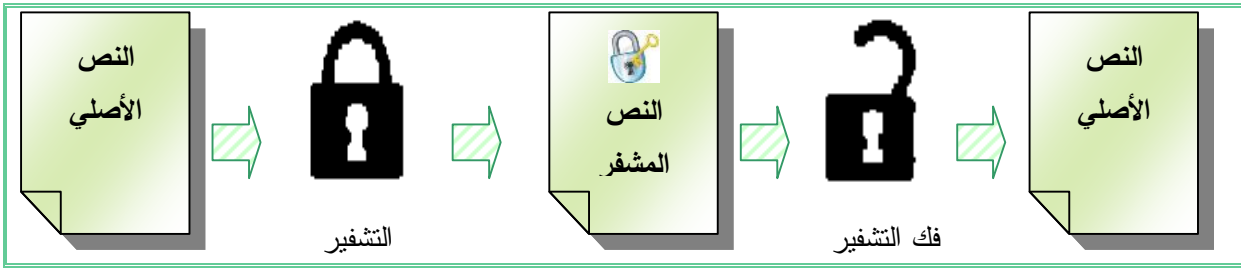 النص
الأصلي
التشفير
النص
المشفر
فك التشفير
النص
الأصلي